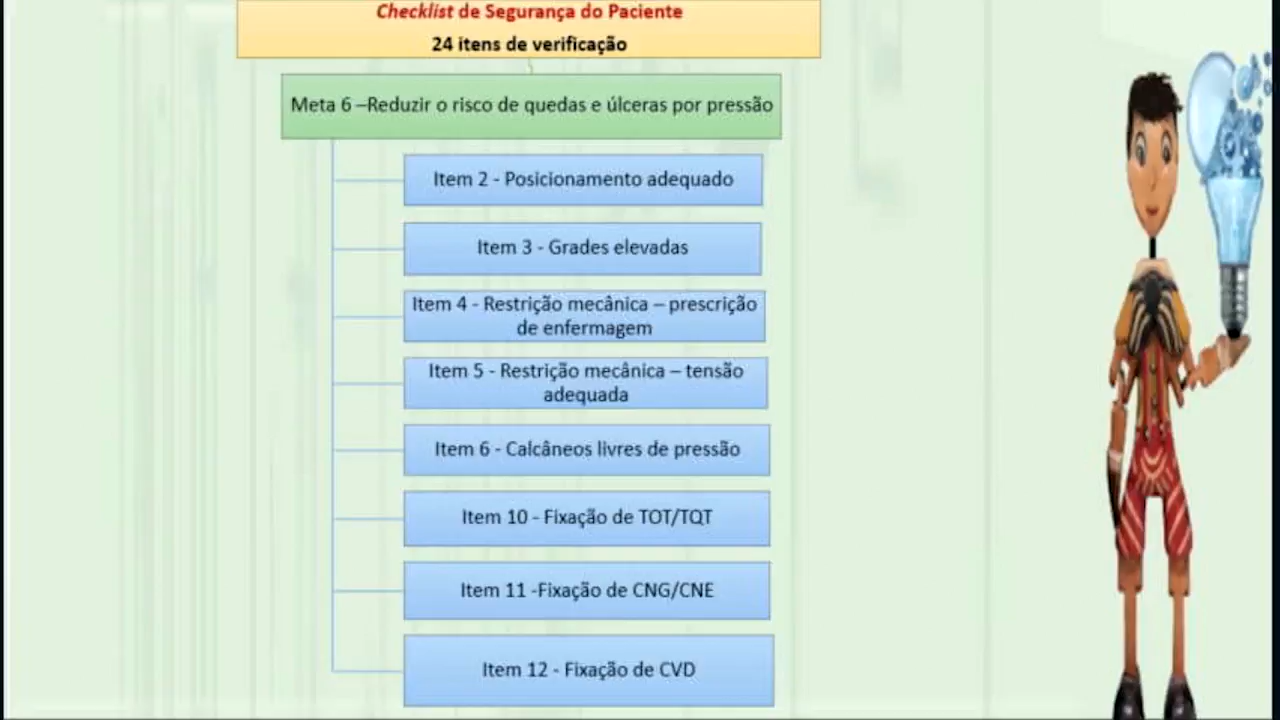 Checklist de Segurança do Paciente
24 itens de verificação
Meta 6 –Reduzir o risco de quedas e úlceras por pressão
Item 2 - Posicionamento adequado
Item 3 - Grades elevadas
Item 4 - Restrição mecânica – prescrição
de enfermagem
Item 5 - Restrição mecânica – tensão
adequada
Item 6 - Calcâneos livres de pressão
Item 10 - Fixação de TOT/TQT
Item 11 -Fixação de CNG/CNE
Item 12 - Fixação de CVD